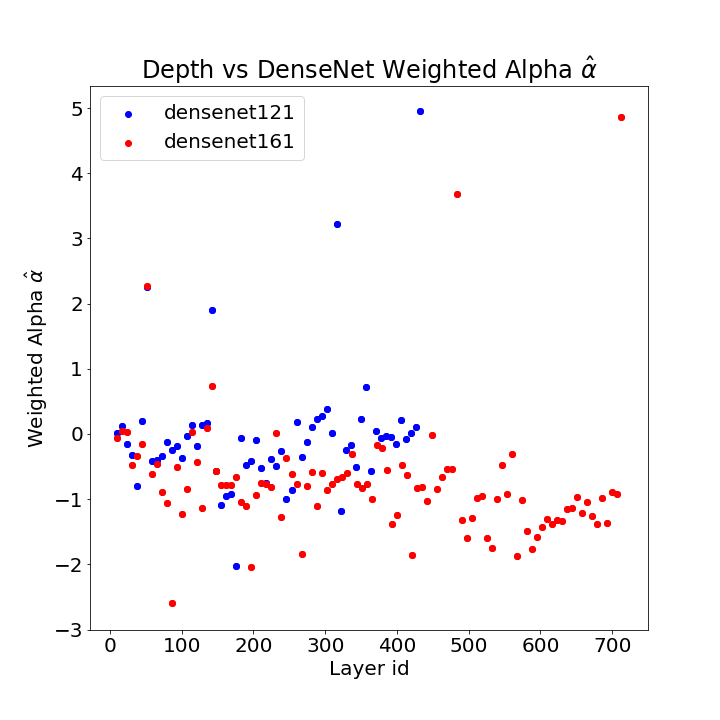 Depth vs DenseNet Weighted Alpha α̂
densenet121
densenet161
Weighted Alpha α̂
5
4
3
2
1
0
−1
−2
−3
0 100 200 300 400 500 600 700
Layer id